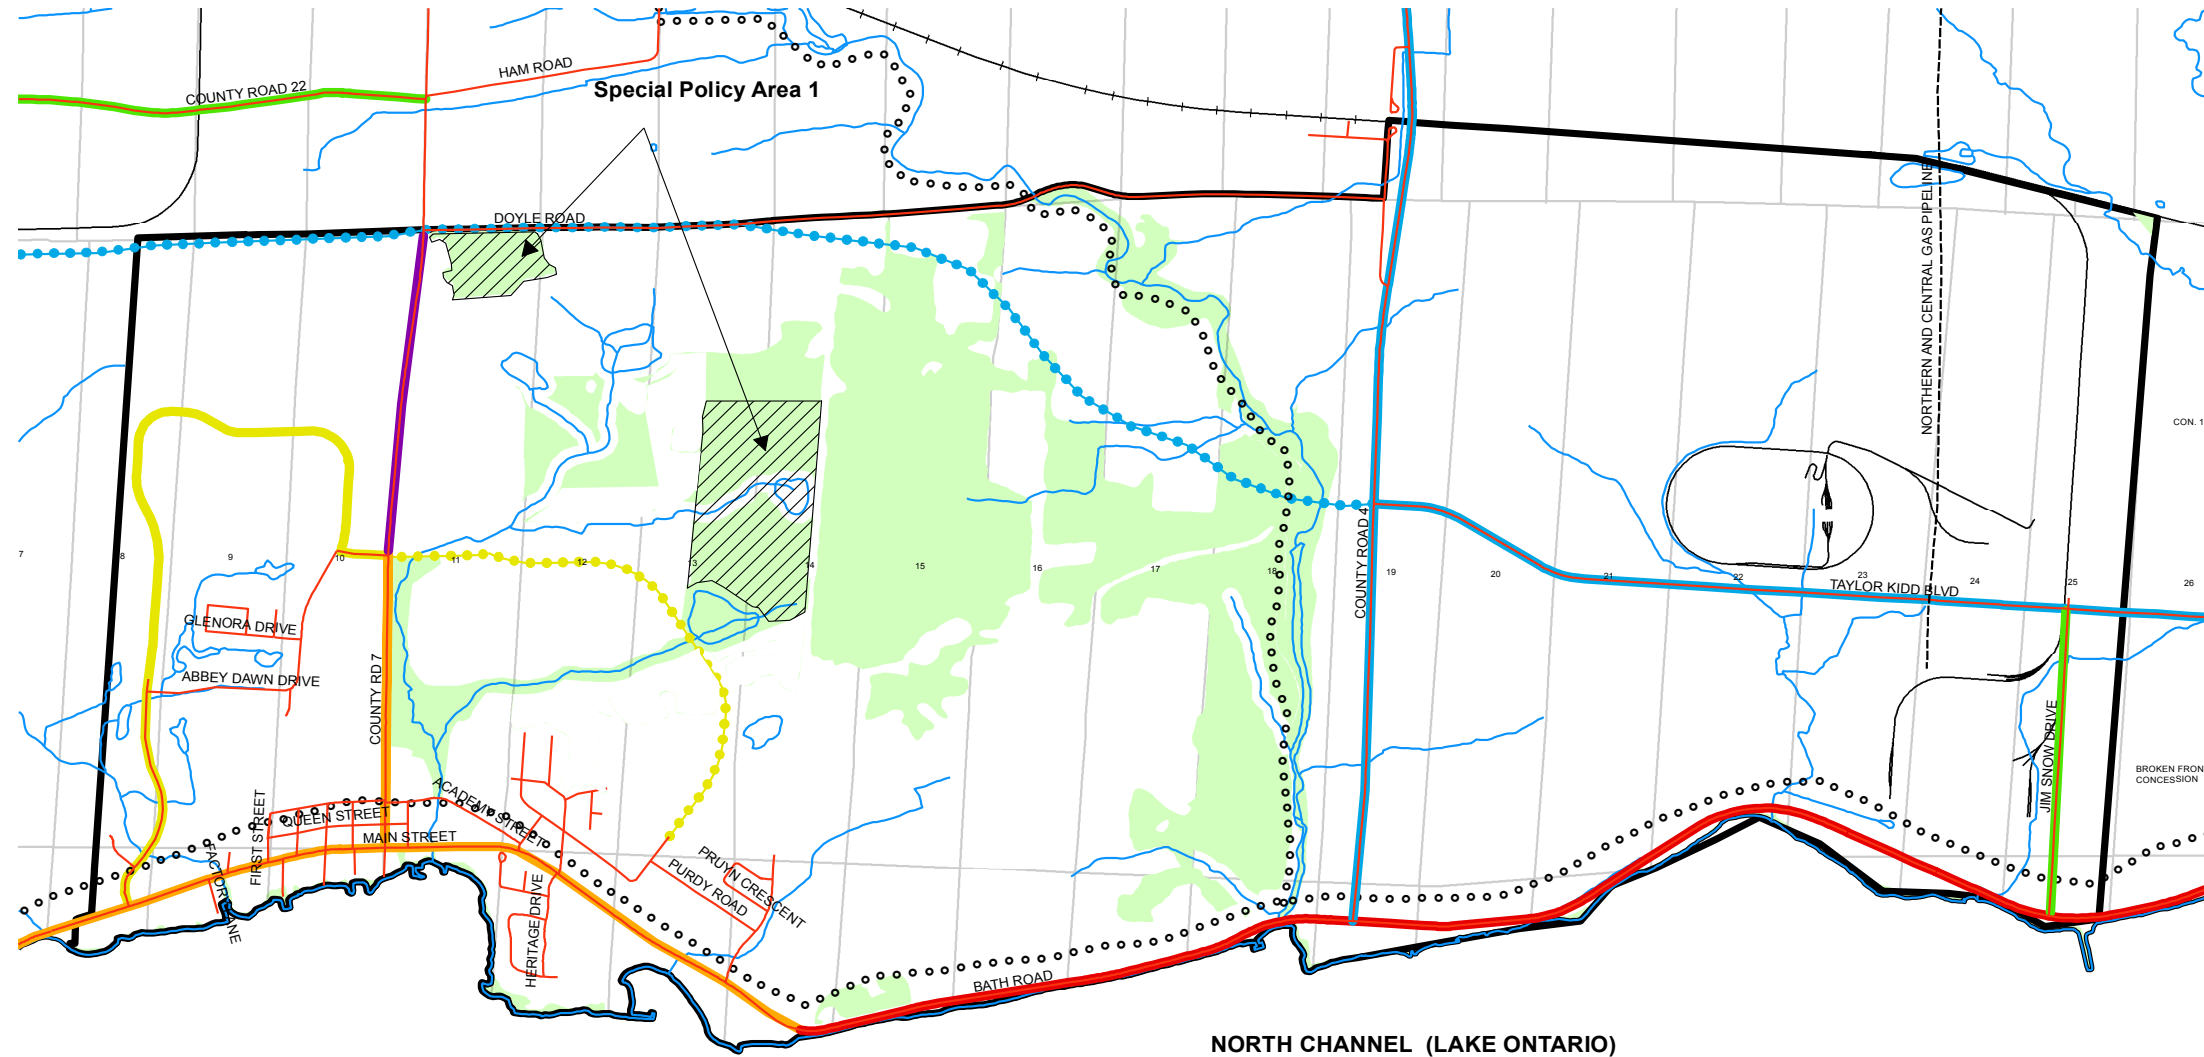 HAM ROAD
COUNTY ROAD 22
Special Policy Area 1
DOYLE ROAD
NORTHERN AND CENTRAL GAS PIPELINE
CON. 1
7
8
9
10
11
12
13
14
15
16
17
18
19
20
21
22
23
24
25
26
COUNTY ROAD 4
TAYLOR KIDD BLVD
GLENORA DRIVE
ABBEY DAWN DRIVE
COUNTY RD 7
JIM SNOW DRIVE
BROKEN FRON
CONCESSION
ACADEMY STREET
FIRST STREET
QUEEN STREET
MAIN STREET
FACTORY LANE
HERITAGE DRIVE
PURDY ROAD
PRUYN CRESCENT
BATH ROAD
NORTH CHANNEL (LAKE ONTARIO)